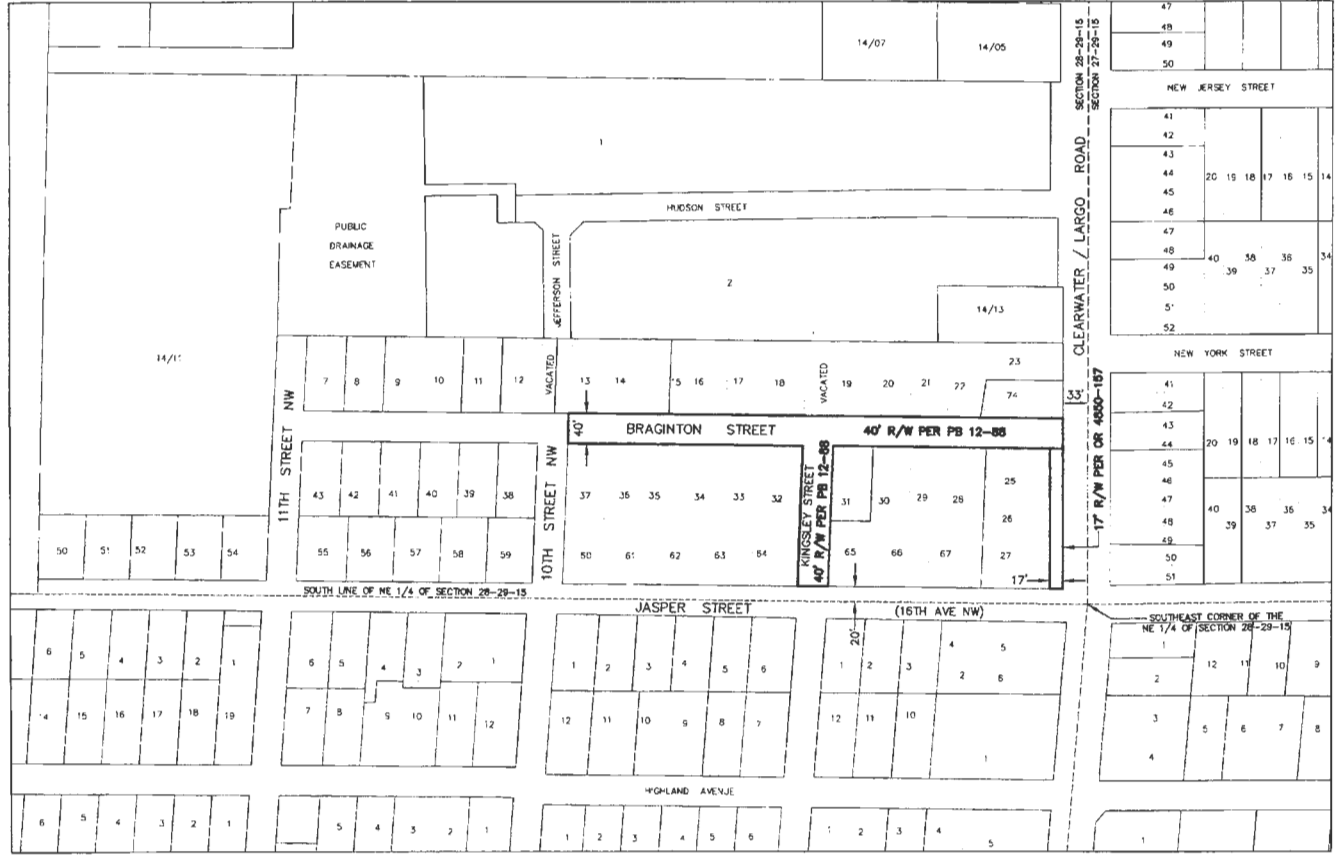 14/07
14/05
SECTION 28-29-15
SECTION 27-29-15
47
48
49
50
NEW JERSEY STREET
1
41
42
43
44
45
46
20 19 18 17 16 15 14
HUDSON STREET
PUBLIC
DRAINAGE
EASEMENT
JEFFERSON STREET
CLEARWATER / LARGO ROAD
47
48
49
50
52
40 39 38 37 36 35 34
2
14/13
NEW YORK STREET
7 8 9 10 11 12
VACATED
13 14 15 16 17 18
VACATED
19 20 21 22
23
33'
17' R/W PER OR 4850-157
41
42
43
44
45
46
47
48
49
50
51
20 19 18 17 16 15
40 39 38 37 36 35 34
11TH STREET NW
40'
BRAGINTON STREET
40' R/W PER PB 12-88
10TH STREET NW
KINGSLEY STREET
40' R/W PER PB 12-88
43 42 41 40 39 38
37 36 35 34 33 32
31 30 29 28
25
26
27
50 51 52 53 54
55 56 57 58 59
61 62 63 64
65 66 67
17'
SOUTH LINE OF NE 1/4 OF SECTION 28-29-15
JASPER STREET
(16TH AVE NW)
20'
SOUTHEAST CORNER OF THE
NE 1/4 OF SECTION 28-29-15
6 5 4 3 2 1
6 5 4 3 2 1
1 2 3 4 5 6
1 2 3 4 5
2 6
1
2
12 11 10 9
14 15 16 17 18 19
7 8 9 10 11 12
12 11 10 9 8 7
12 11 10
1
3
4
5 6 7 8
HIGHLAND AVENUE
6 5 4 3 2 1
5 4 3 2 1
1 2 3 4 5 6
1 2 3 4 5
1